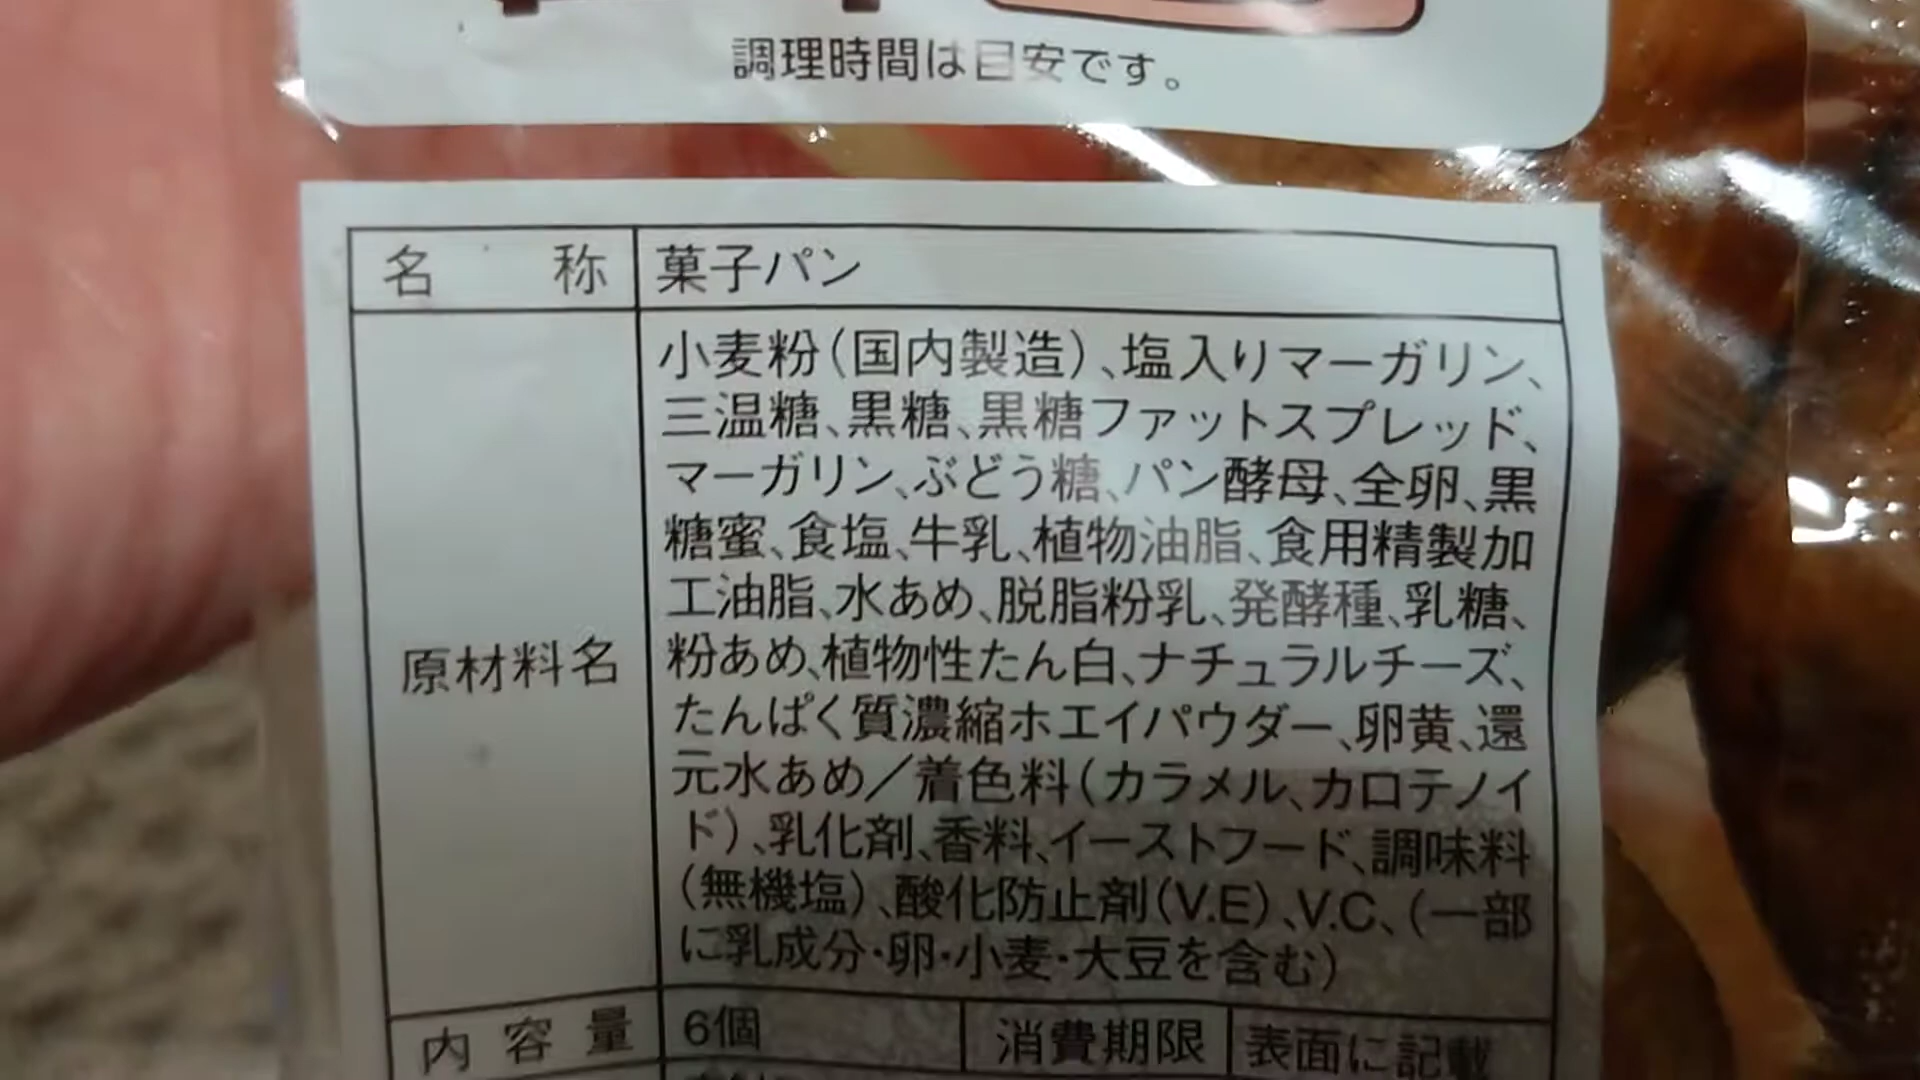 調理時間は目安です。
名 称 菓子パン
原材料名
小麦粉(国内製造)、塩入りマーガリン、
三温糖、黒糖、黒糖ファットスプレッド、
マーガリン、ぶどう糖、パン酵母、全卵、黒
糖蜜、食塩、牛乳、植物油脂、食用精製加
工油脂、水あめ、脱脂粉乳、発酵種、乳糖、
粉あめ、植物性たん白、ナチュラルチーズ、
たんぱく質濃縮ホエイパウダー、卵黄、還
元水あめ/着色料(カラメル、カロテノイ
ド)、乳化剤、香料、イーストフード、調味料
(無機塩)、酸化防止剤(V.E)、V.C、(一部
に乳成分・卵・小麦・大豆を含む)
内容量 6個 消費期限 表面に記載